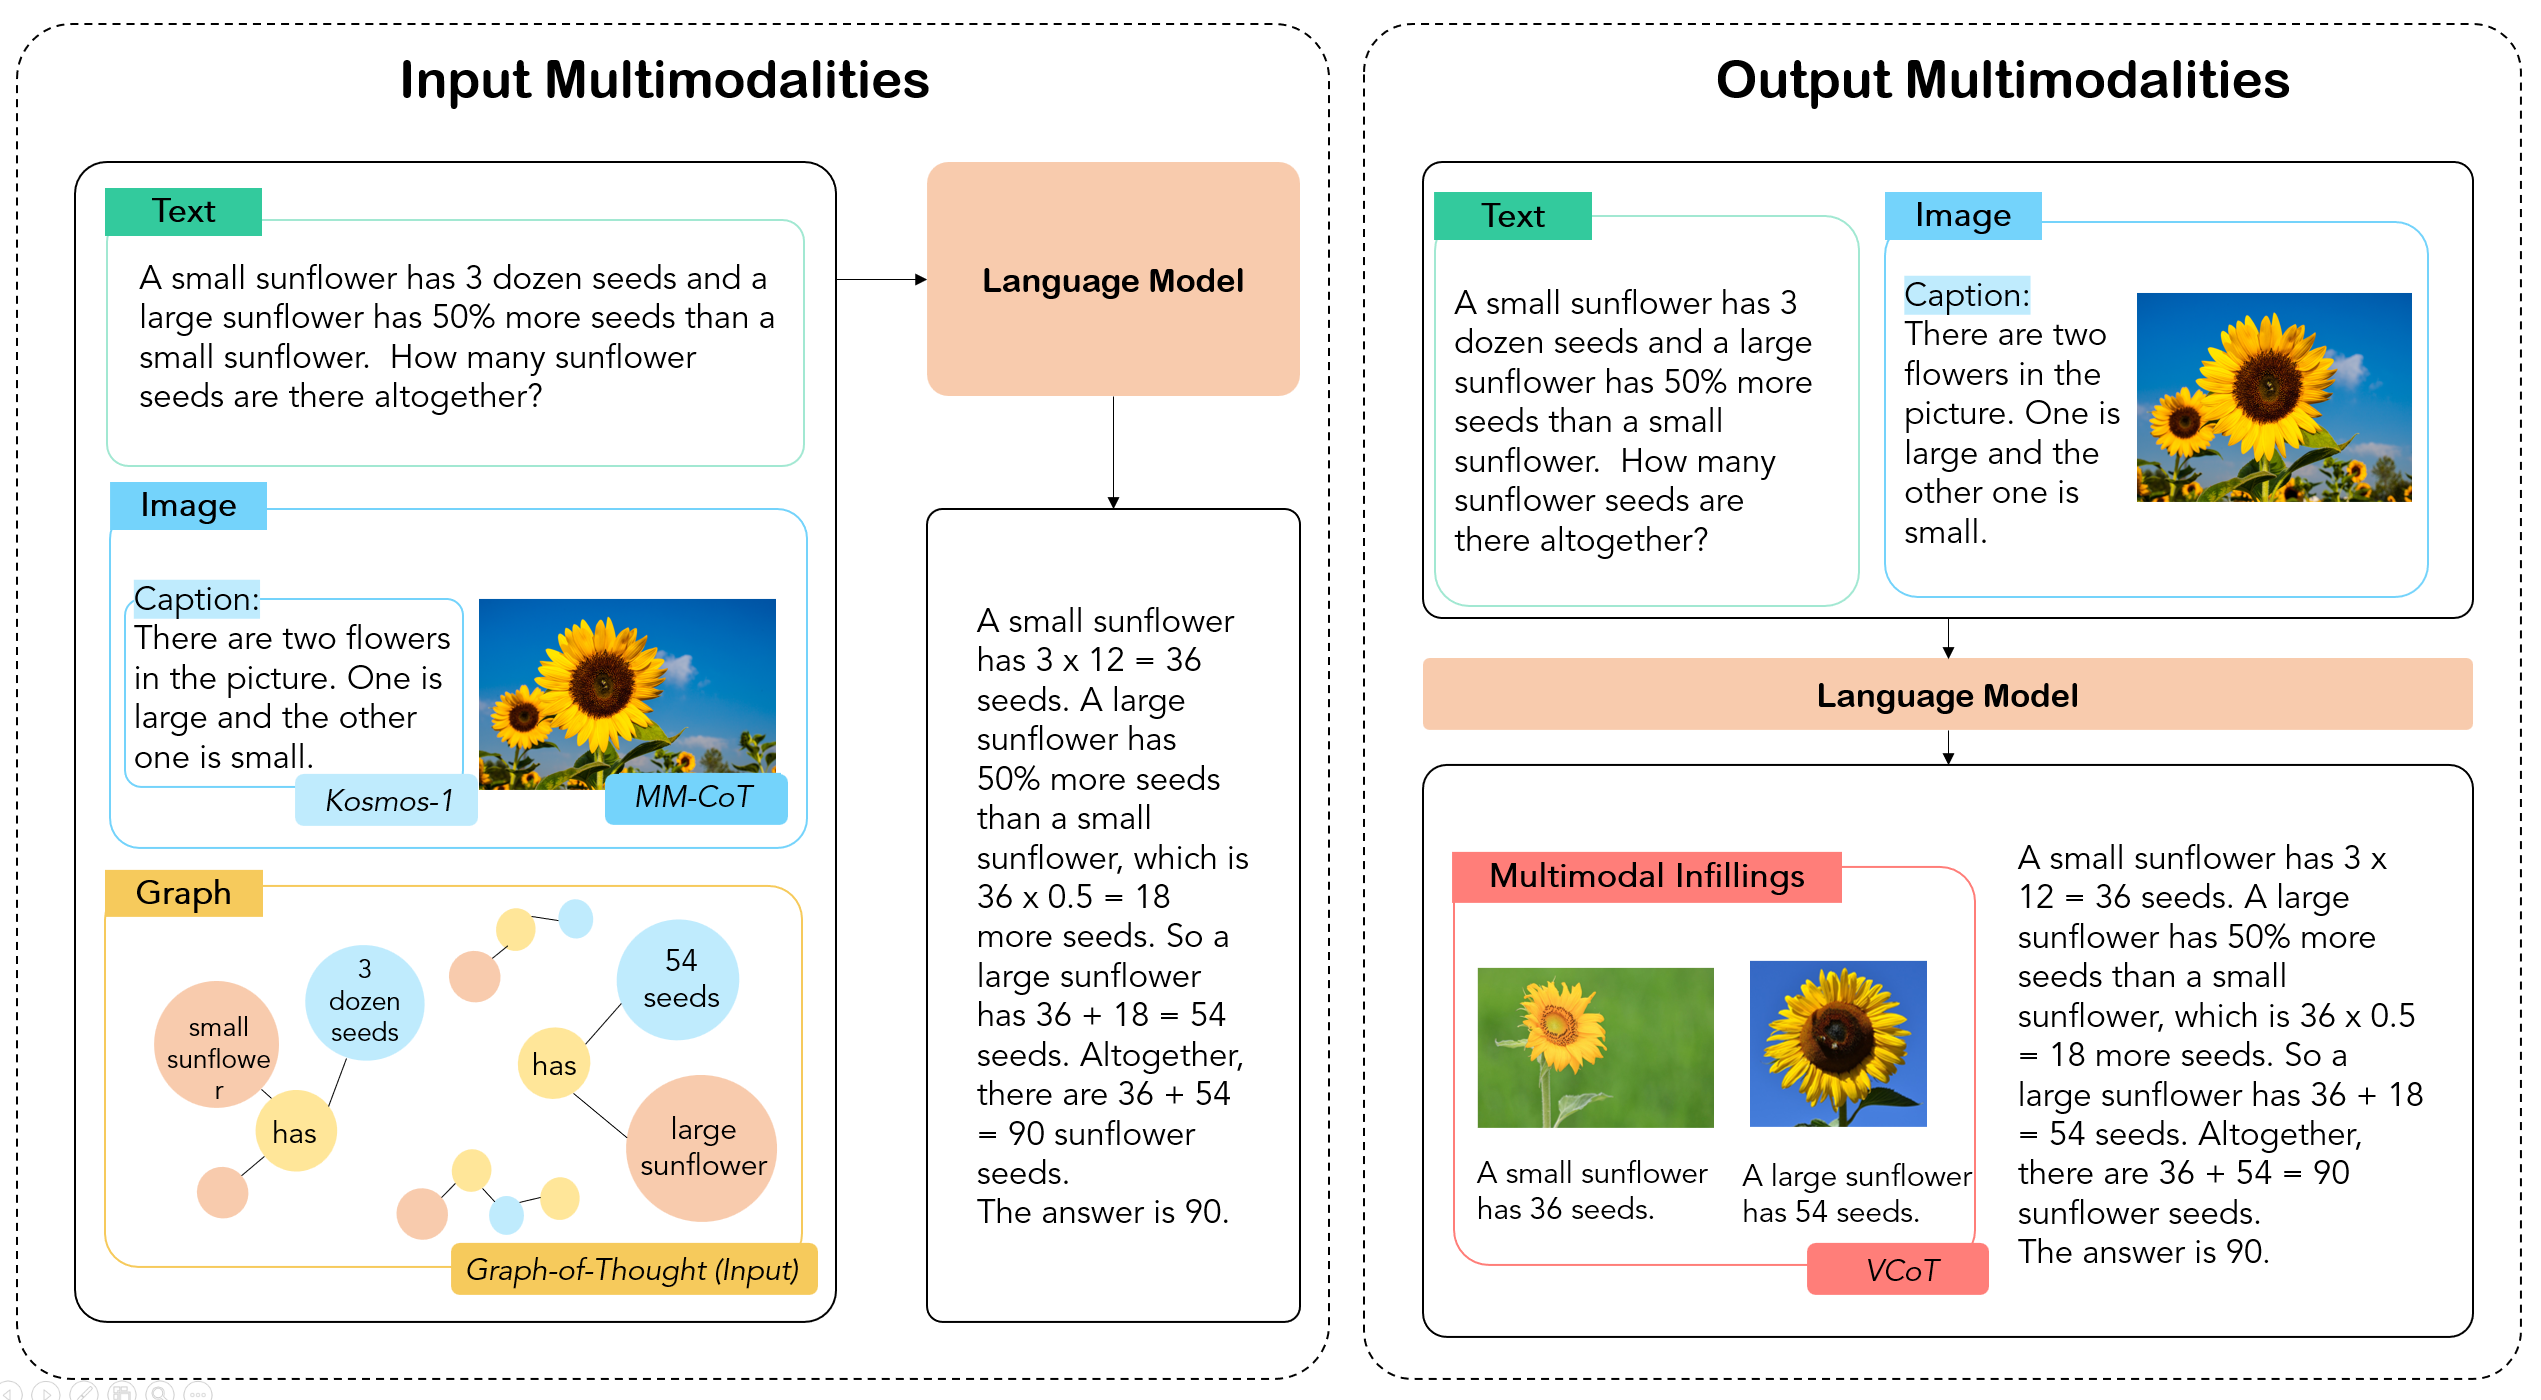 Input Multimodalities
Text
A small sunflower has 3 dozen seeds and a
large sunflower has 50% more seeds than a
small sunflower.  How many sunflower
seeds are there altogether?
Image
Caption:
There are two flowers
in the picture. One is
large and the other
one is small.
Kosmos-1
MM-CoT
Graph
small
sunflowe
r
3
dozen
seeds
has
54
seeds
has
large
sunflower
Graph-of-Thought (Input)
Language Model
A small sunflower
has 3 x 12 = 36
seeds. A large
sunflower has
50% more seeds
than a small
sunflower, which is
36 x 0.5 = 18
more seeds. So a
large sunflower
has 36 + 18 = 54
seeds. Altogether,
there are 36 + 54
= 90 sunflower
seeds.
The answer is 90.
Output Multimodalities
Text
A small sunflower has 3
dozen seeds and a large
sunflower has 50% more
seeds than a small
sunflower.  How many
sunflower seeds are
there altogether?
Image
Caption:
There are two
flowers in the
picture. One is
large and the
other one is
small.
Language Model
Multimodal Infillings
A small sunflower
has 36 seeds.
A large sunflower
has 54 seeds.
VCoT
A small sunflower has 3 x
12 = 36 seeds. A large
sunflower has 50% more
seeds than a small
sunflower, which is 36 x 0.5
= 18 more seeds. So a
large sunflower has 36 + 18
= 54 seeds. Altogether,
there are 36 + 54 = 90
sunflower seeds.
The answer is 90.